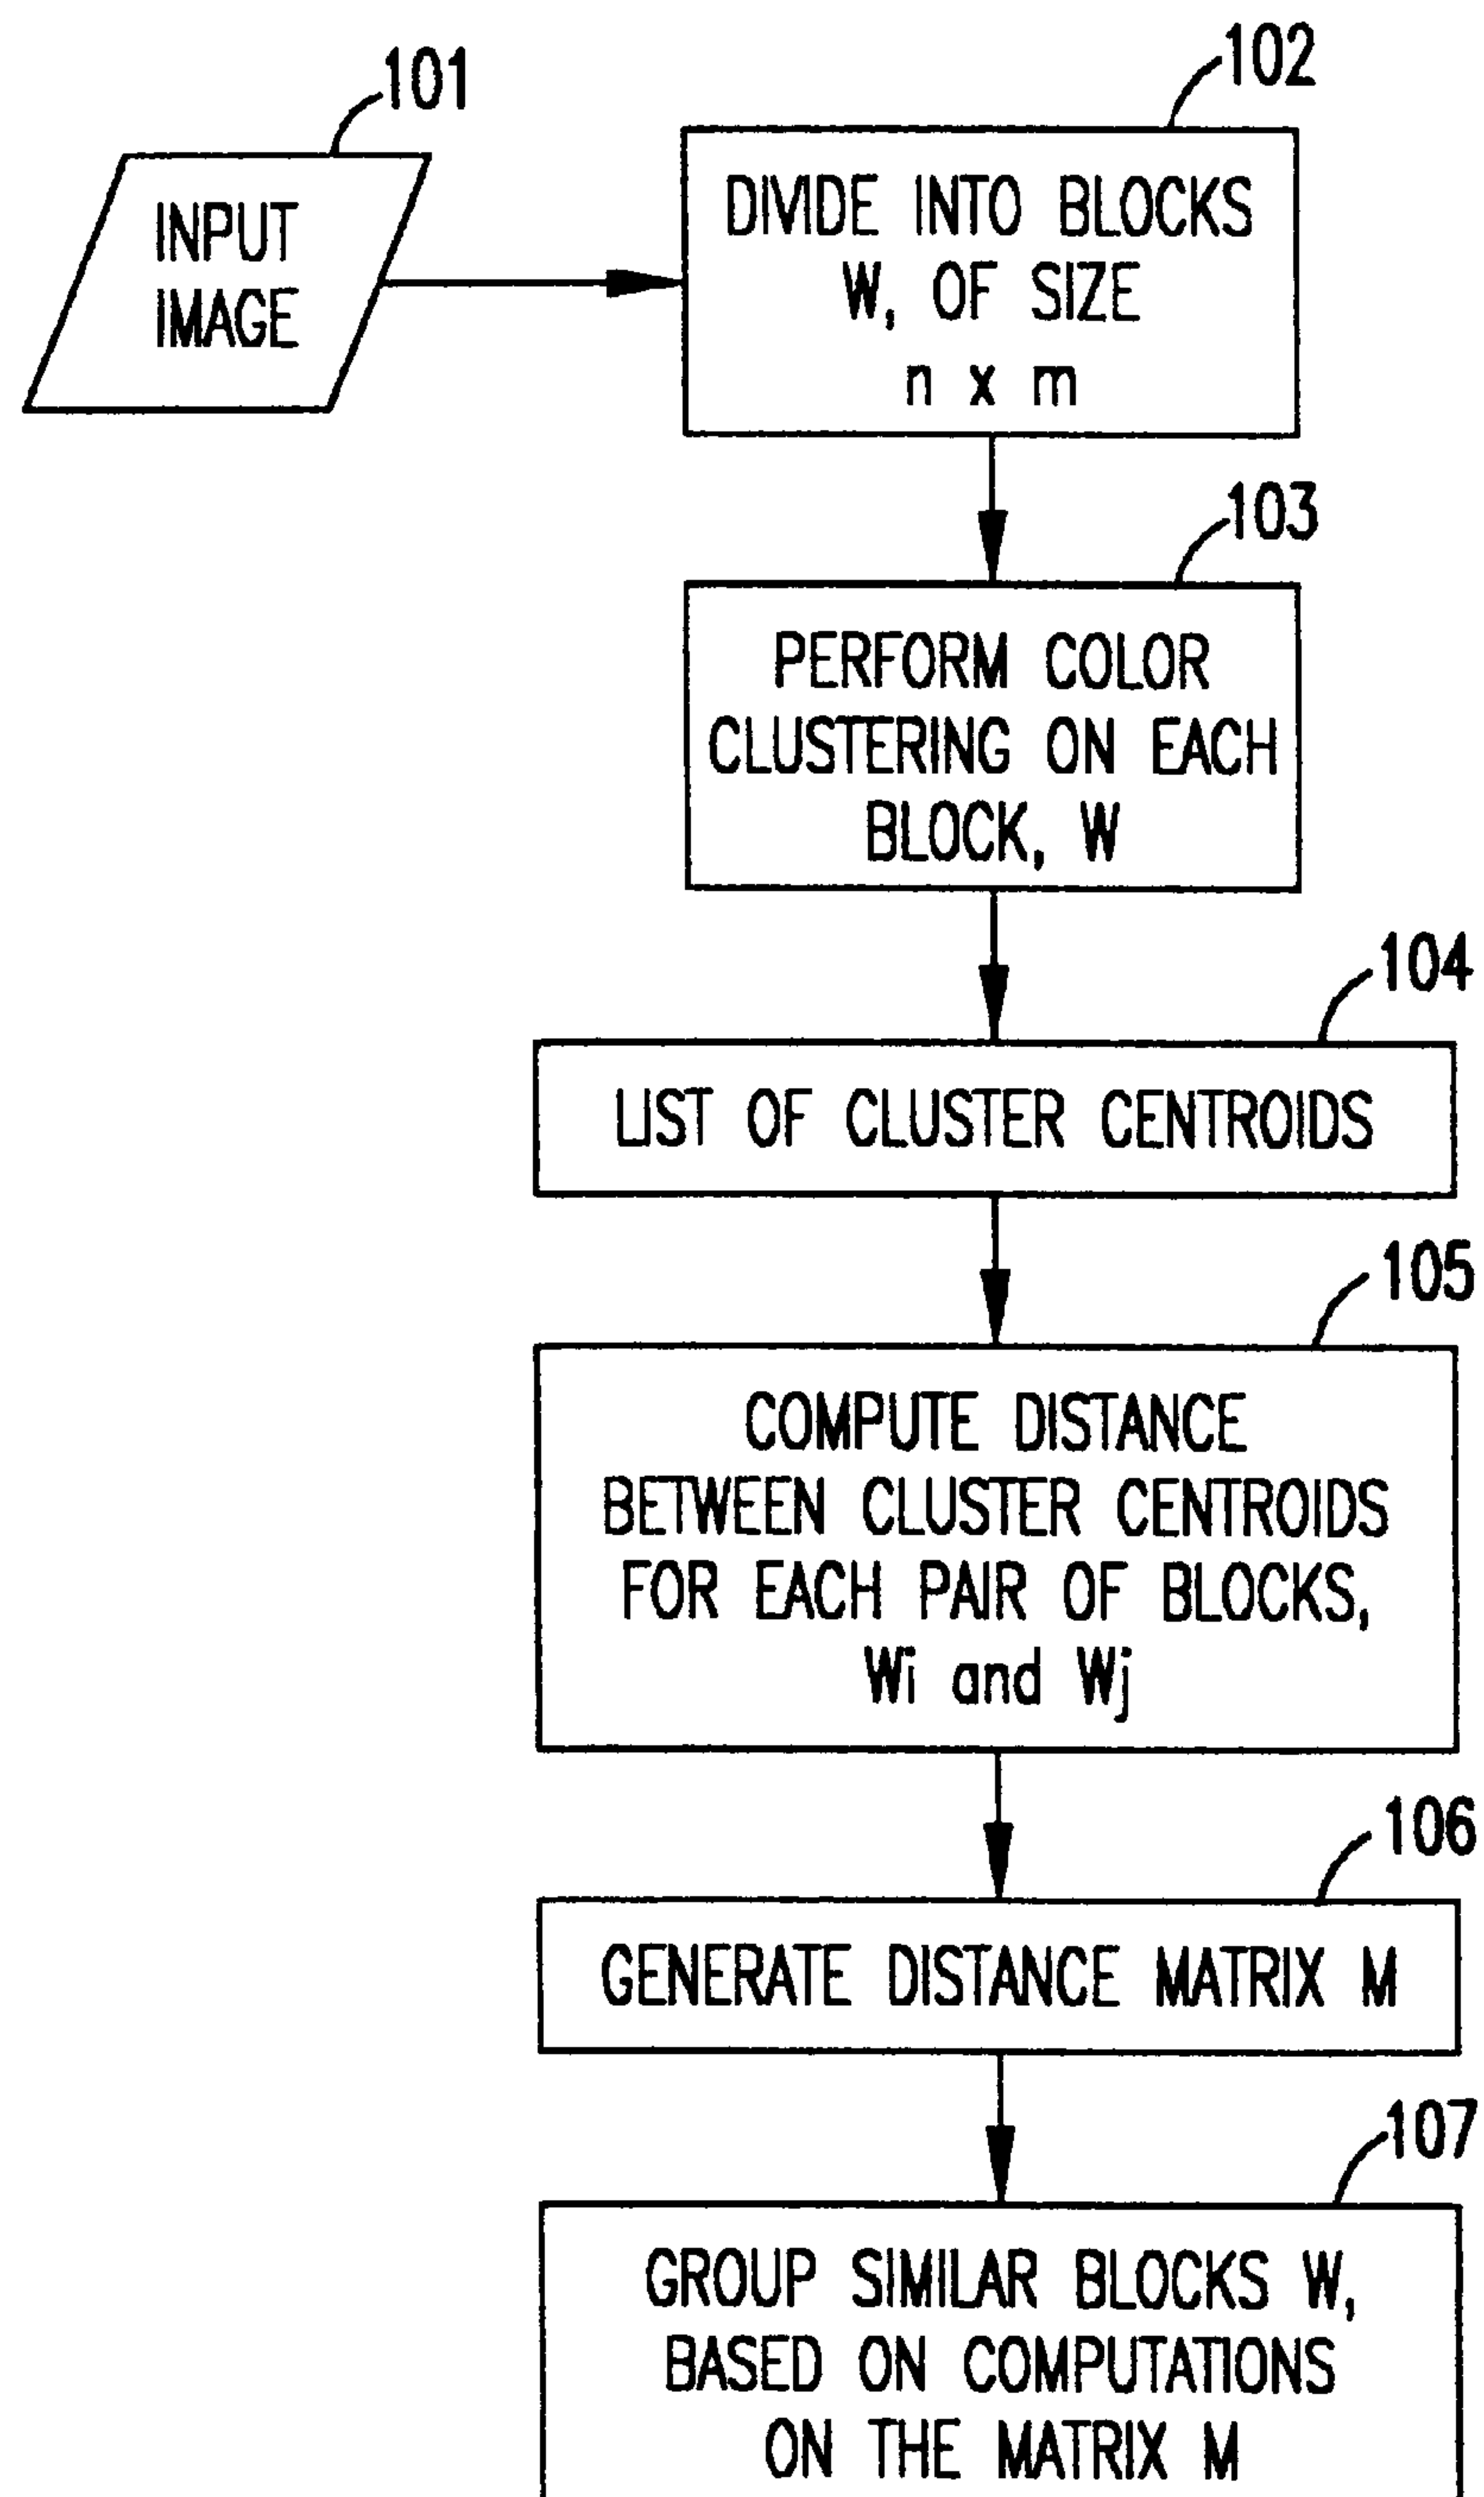 101
INPUT
IMAGE
102
DIVIDE INTO BLOCKS
W, OF SIZE
n x m
103
PERFORM COLOR
CLUSTERING ON EACH
BLOCK, W
104
LIST OF CLUSTER CENTROIDS
105
COMPUTE DISTANCE
BETWEEN CLUSTER CENTROIDS
FOR EACH PAIR OF BLOCKS,
Wi and Wj
106
GENERATE DISTANCE MATRIX M
107
GROUP SIMILAR BLOCKS W,
BASED ON COMPUTATIONS
ON THE MATRIX M